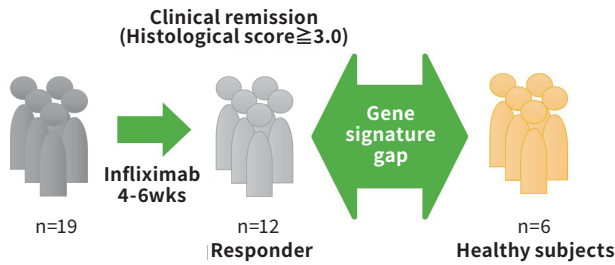 Clinical remission
(Histological score≧3.0)
Infliximab
4-6wks
Gene
signature
gap
n=19
n=12
n=6
Responder
Healthy subjects